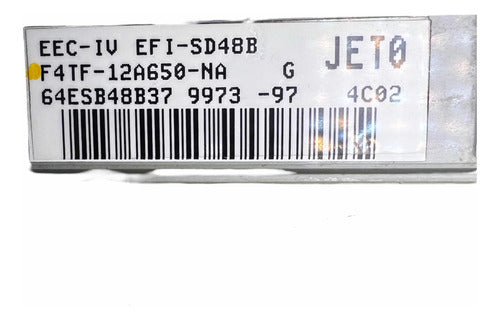 EEC-IV EFI-SD48B JET0
F4TF-12A650-NA G
64ESB48B37 9973 -97 4C02